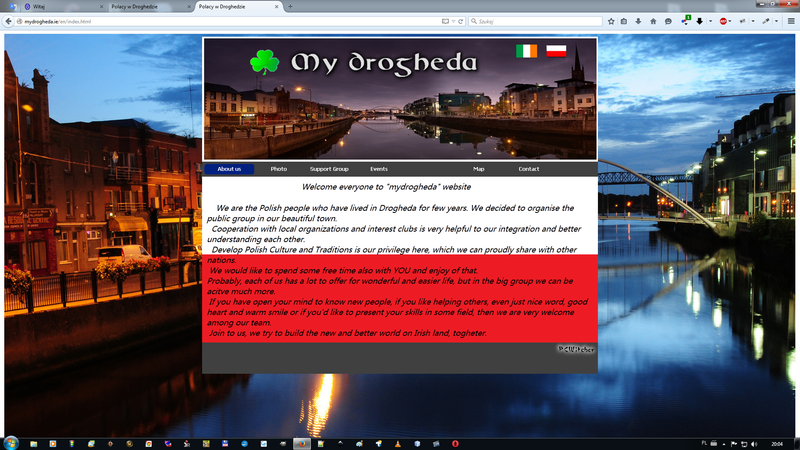 Witaj
Polacy w Droghedzie
Polacy w Droghedzie
mydrogheda.ie/en/index.html
Szukaj
My drogheda
About us Photo Support Group Events Map Contact
Welcome everyone to "mydrogheda" website
We are the Polish people who have lived in Drogheda for few years. We decided to organise the
public group in our beautiful town.
Cooperation with local organizations and interest clubs is very helpful to our integration and better
understanding each other.
Develop Polish Culture and Traditions is our privilege here, which we can proudly share with other
nations.
We would like to spend some free time also with YOU and enjoy of that.
Probably, each of us has a lot to offer for wonderful and easier life, but in the big group we can be
acitve much more.
If you have open your mind to know new people, if you like helping others, even just nice word, good
heart and warm smile or if you'd like to present your skills in some field, then we are very welcome
among our team.
Join to us, we try to build the new and better world on Irish land, togheter.
PL
20:04